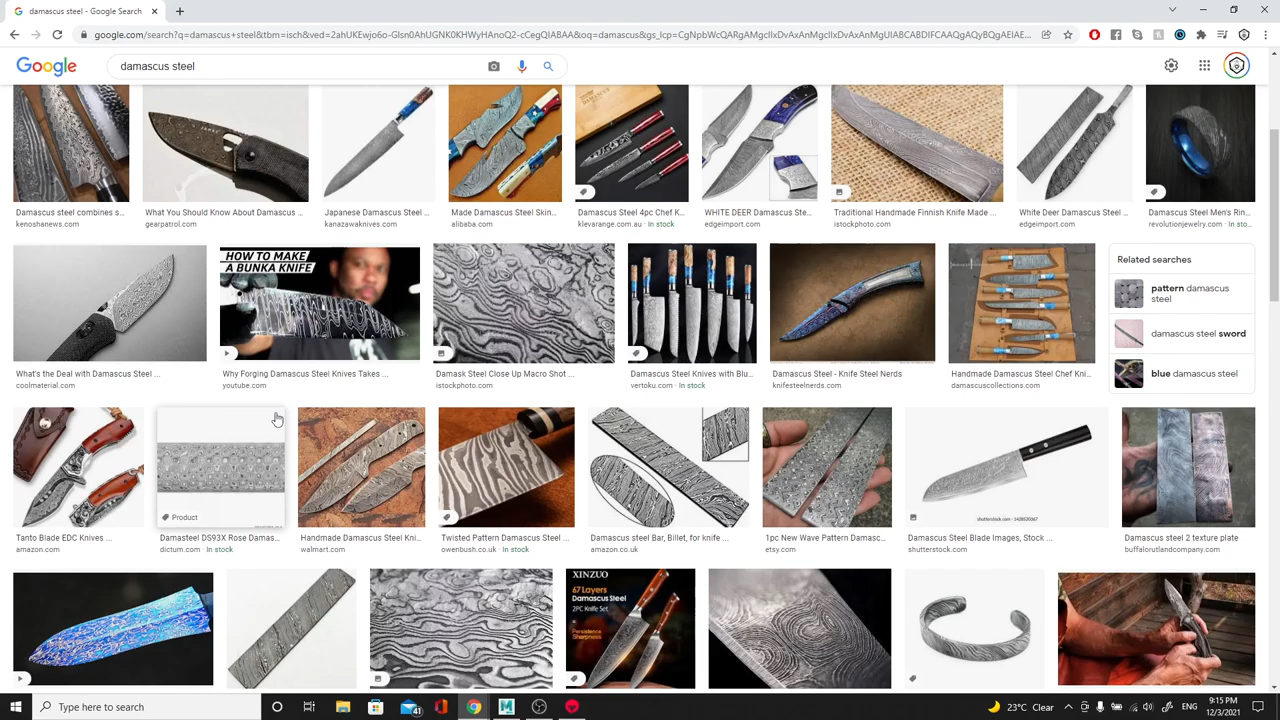 damascus steel - Google Search
google.com/search?q=damascus+steel&tbm=isch&ved=2ahUKEwjo6o-GIsn0AhUGNK0KHWyHAnoQ2-cCegQIABAA&oq=damascus&gs_lcp=CgNpbWcQARgAMgcIIxDvAxAnMgcIIxDvAxAnMgUIABCABDIFCAAQgAQyBQgAEIAE...
Google
damascus steel
Damascus steel combines s...
kenoshanews.com
What You Should Know About Damascus ...
gearpatrol.com
Japanese Damascus Steel ...
kanazawaknives.com
Made Damascus Steel Skin...
alibaba.com
Damascus Steel 4pc Chef K...
klevarange.com.au · In stock
WHITE DEER Damascus Ste...
edgeimport.com
Traditional Handmade Finnish Knife Made ...
istockphoto.com
White Deer Damascus Steel ...
edgeimport.com
Damascus Steel Men's Rin...
revolutionjewelry.com · In sto...
HOW TO MAKE
A BUNKA KNIFE
What's the Deal with Damascus Steel ...
coolmaterial.com
Why Forging Damascus Steel Knives Takes ...
youtube.com
Damask Steel Close Up Macro Shot ...
istockphoto.com
Damascus Steel Knives with Blu...
vertoku.com · In stock
Damascus Steel - Knife Steel Nerds
knifesteelnerds.com
Handmade Damascus Steel Chef Kni...
damascuscollections.com
Related searches
pattern damascus
steel
damascus steel sword
blue damascus steel
Product
Tanto Blade EDC Knives ...
amazon.com
Damasteel DS93X Rose Damas...
dictum.com · In stock
Handmade Damascus Steel Kni...
walmart.com
Twisted Pattern Damascus Steel ...
owenbush.co.uk · In stock
Damascus steel Bar, Billet, for knife ...
amazon.co.uk
1pc New Wave Pattern Damasc...
etsy.com
Damascus Steel Blade Images, Stock ...
shutterstock.com
Damascus steel 2 texture plate
buffalorutlandcompany.com
XINZUO
67 Layers
Damascus Steel
2PC Knife Set
Persistence
Sharpness
Type here to search
41
23°C Clear
ENG
9:15 PM
12/3/2021